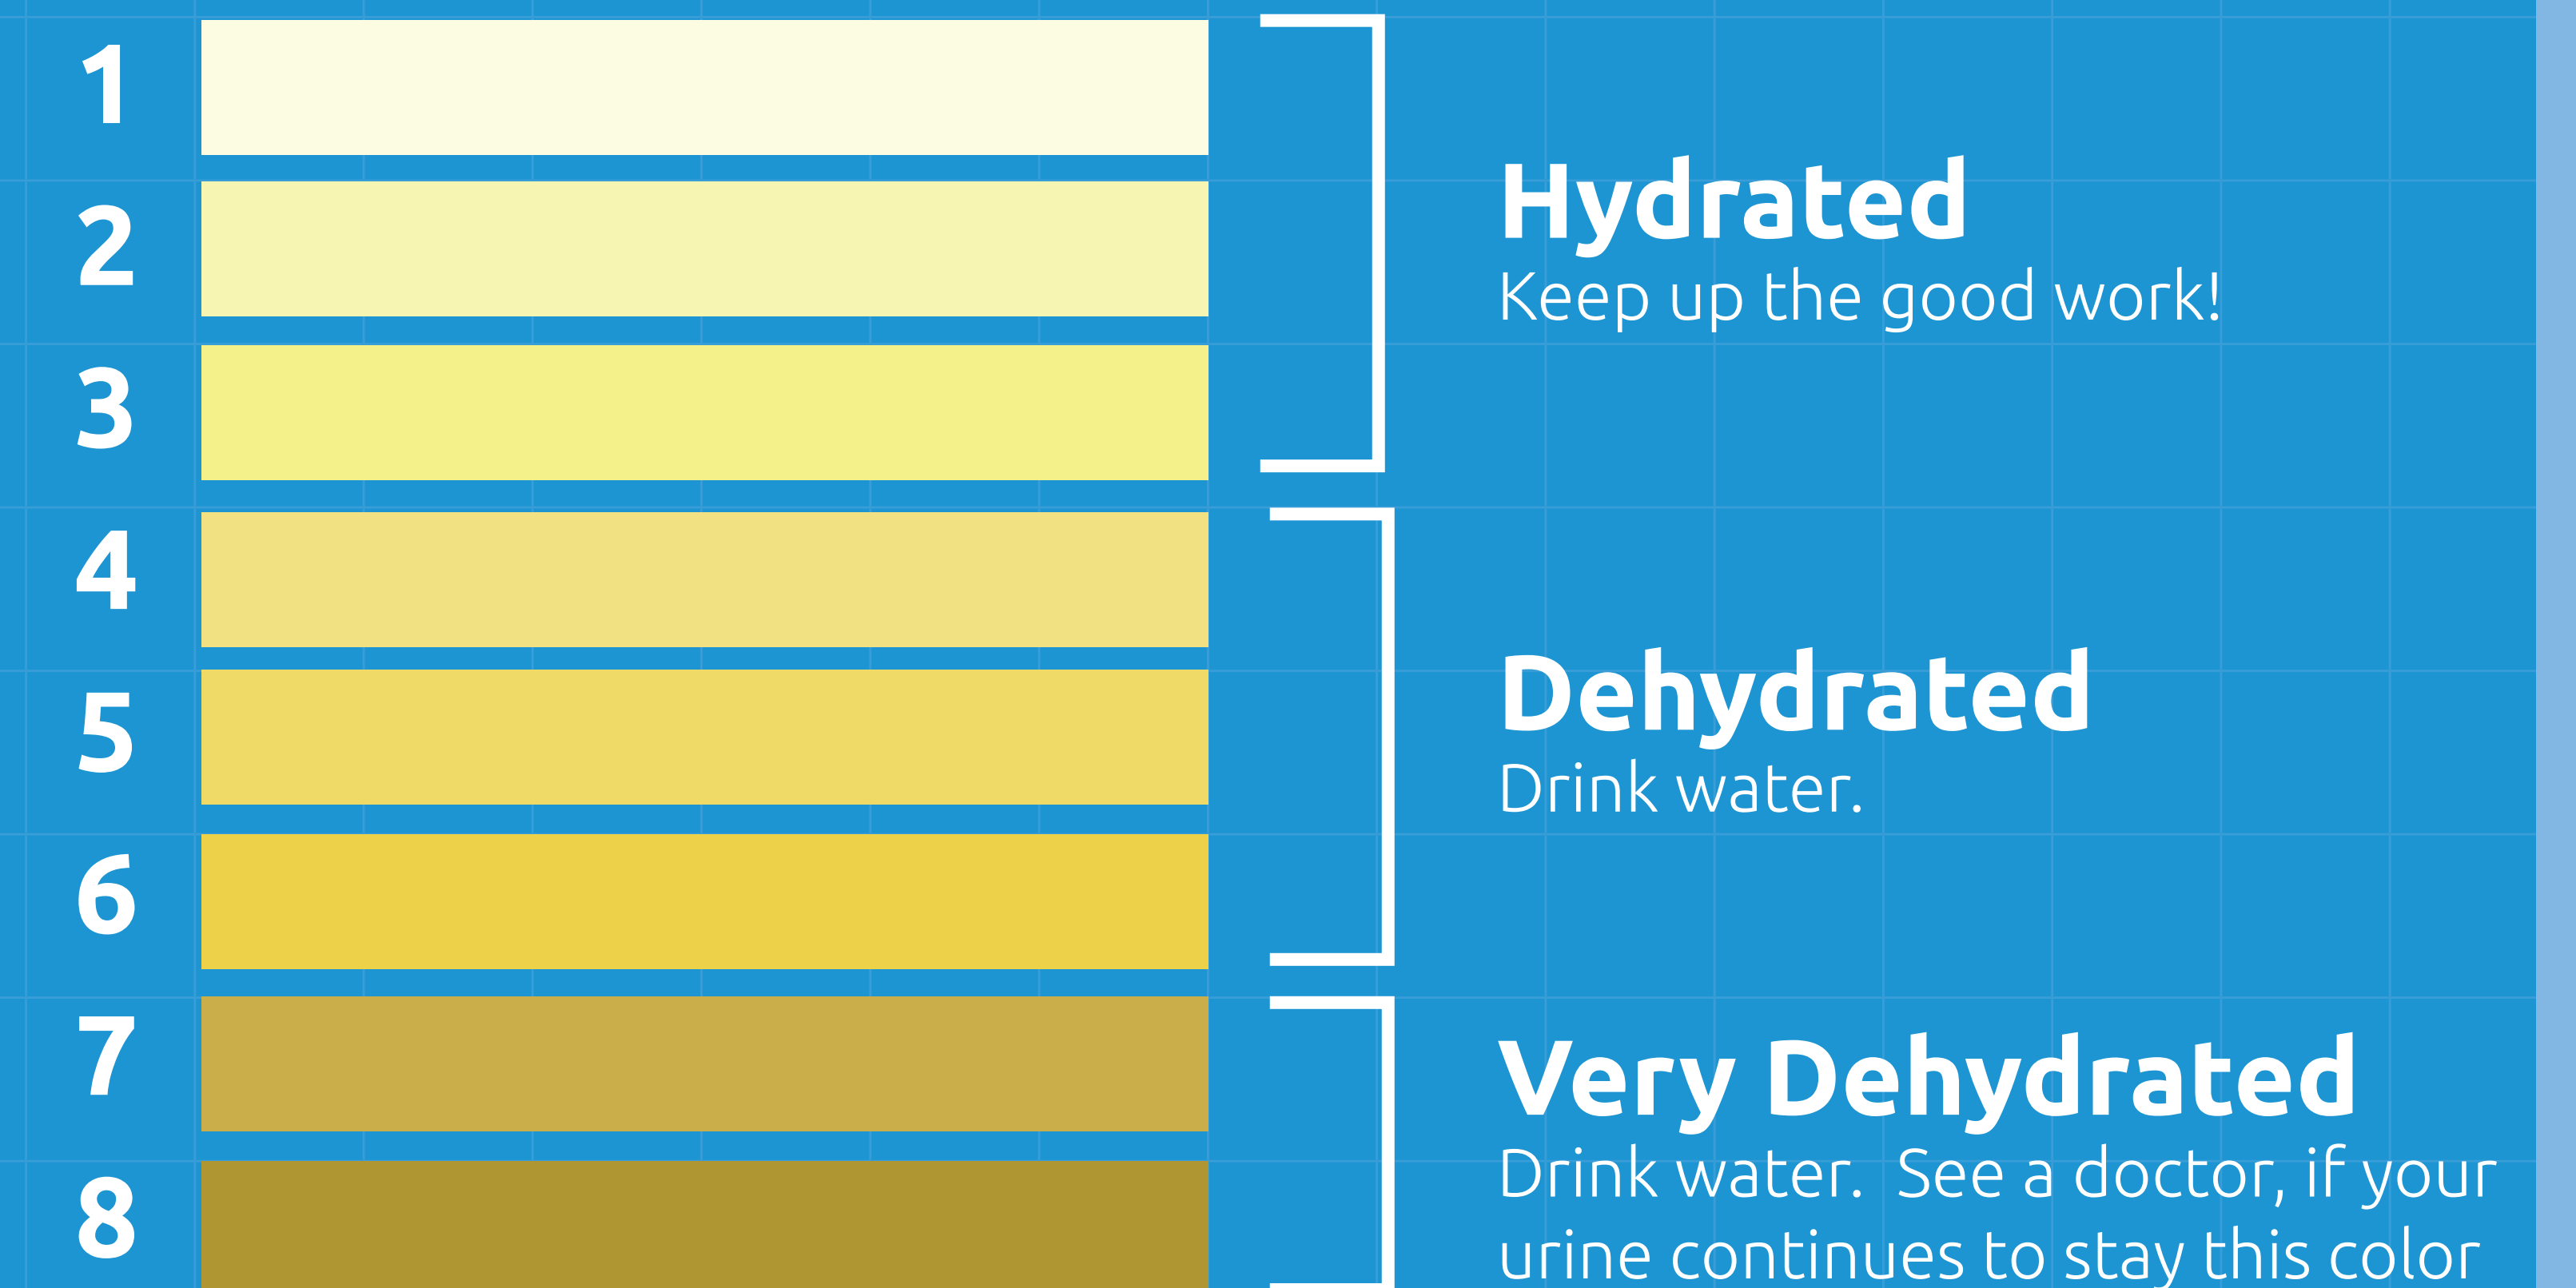 1
2
3
Hydrated
Keep up the good work!
4
5
6
Dehydrated
Drink water.
7
8
Very Dehydrated
Drink water. See a doctor, if your
urine continues to stay this color